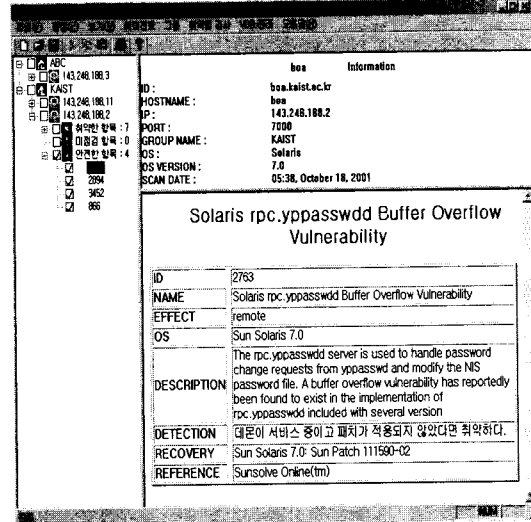 ABC
143.248.188.3
KAIST
143.248.188.11
143.248.188.2
취약한 항목 : 7
미점검 항목 : 0
안전한 항목 : 4
2894
3452
866
boa Information
ID : boa.kaist.ac.kr
HOSTNAME : boa
IP : 143.248.188.2
PORT : 7000
GROUP NAME : KAIST
OS : Solaris
OS VERSION : 7.0
SCAN DATE : 05:38, October 18, 2001
Solaris rpc.yppasswdd Buffer Overflow
Vulnerability
ID 2763
NAME Solaris rpc.yppasswdd Buffer Overflow Vulnerability
EFFECT remote
OS Sun Solaris 7.0
DESCRIPTION The rpc.yppasswdd server is used to handle password
change requests from yppasswd and modify the NIS
password file. A buffer overflow vulnerability has reportedly
been found to exist in the implementation of
rpc.yppasswdd included with several version
DETECTION 데몬이 서비스 중이고 패치가 적용되지 않았다면 취약하다.
RECOVERY Sun Solaris 7.0: Sun Patch 111590-02
REFERENCE Sunsolve Online(tm)